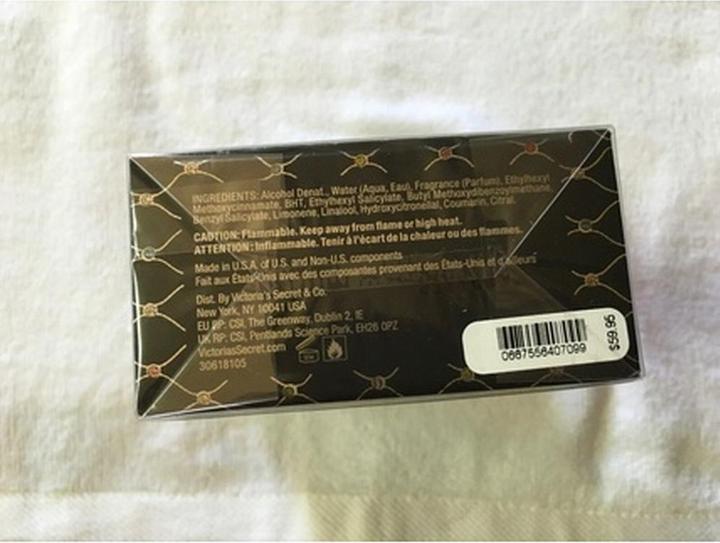 INGREDIENTS: Alcohol Denat., Water (Aqua, Eau), Fragrance (Parfum), Ethylhexyl
Methoxycinnamate, BHT, Ethylhexyl Salicylate, Butyl Methoxydibenzoylmethane,
Benzyl Salicylate, Limonene, Linalool, Hydroxycitronellal, Coumarin, Citral.
CAUTION: Flammable. Keep away from flame or high heat.
ATTENTION : Inflammable. Tenir à l'écart de la chaleur ou des flammes.
Made in U.S.A. of U.S. and Non-U.S. components
Fait aux États-Unis avec des composantes provenant des États-Unis et d'ailleurs
Dist. By Victoria's Secret & Co.
New York, NY 10041 USA
EU RP: CSI, The Greenway, Dublin 2, IE
UK RP: CSI, Pentlands Science Park, EH26 0PZ
VictoriasSecret.com
30618105
0667556407099
$59.95